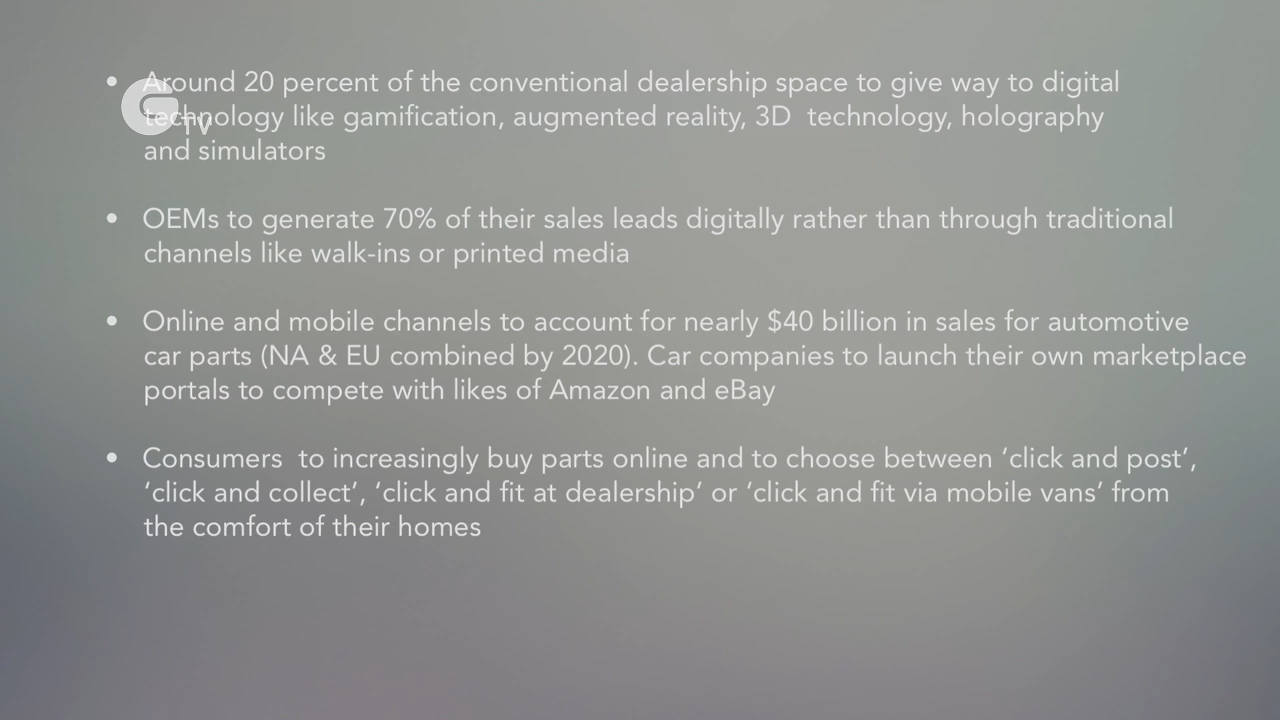 • Around 20 percent of the conventional dealership space to give way to digital
technology like gamification, augmented reality, 3D  technology, holography
and simulators
• OEMs to generate 70% of their sales leads digitally rather than through traditional
channels like walk-ins or printed media
• Online and mobile channels to account for nearly $40 billion in sales for automotive
car parts (NA & EU combined by 2020). Car companies to launch their own marketplace
portals to compete with likes of Amazon and eBay
• Consumers  to increasingly buy parts online and to choose between ‘click and post’,
‘click and collect’, ‘click and fit at dealership’ or ‘click and fit via mobile vans’ from
the comfort of their homes
G TV